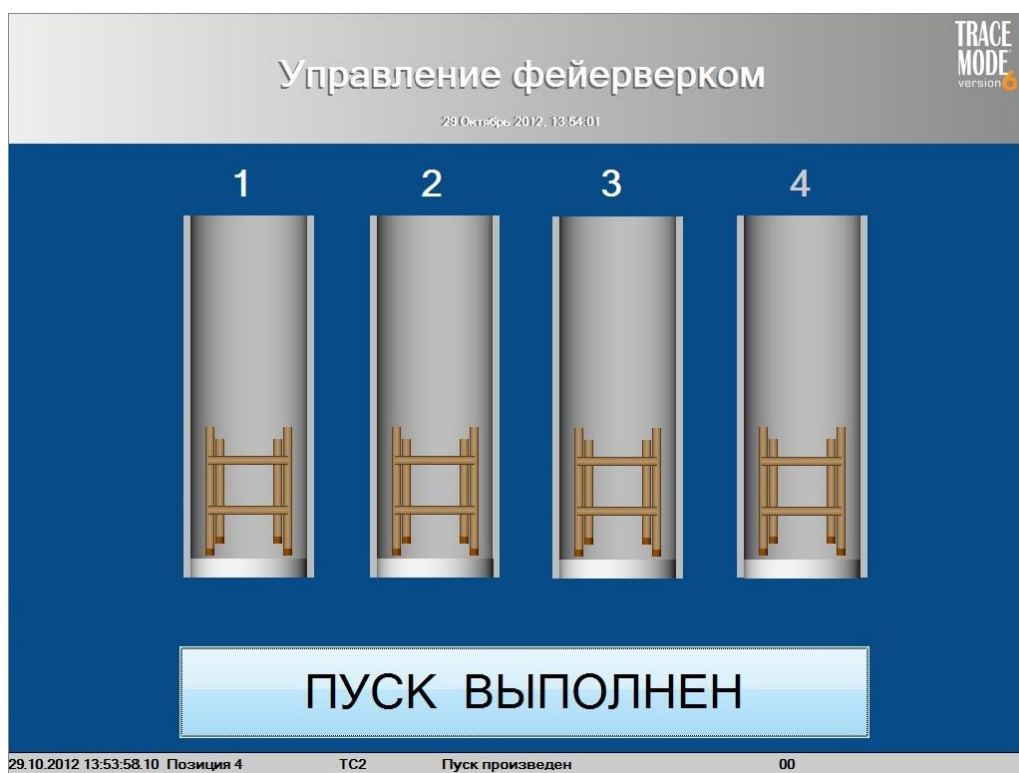 TRACE
MODE
version 6
Управление фейерверком
29 Октябрь 2012, 13:54:01
1 2 3 4
ПУСК ВЫПОЛНЕН
29.10.2012 13:53:58.10 Позиция 4 ТС2 Пуск произведен 00